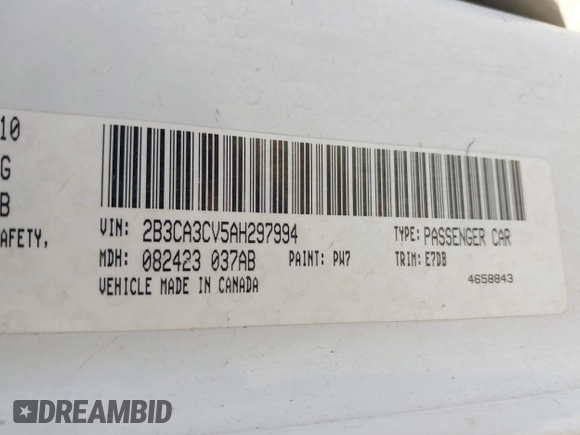 10
G
B
AFETY,
VIN: 2B3CA3CV5AH297994 TYPE: PASSENGER CAR
MDH: 082423 037AB PAINT: PW7 TRIM: E7DB
VEHICLE MADE IN CANADA 4658843
DREAMBID